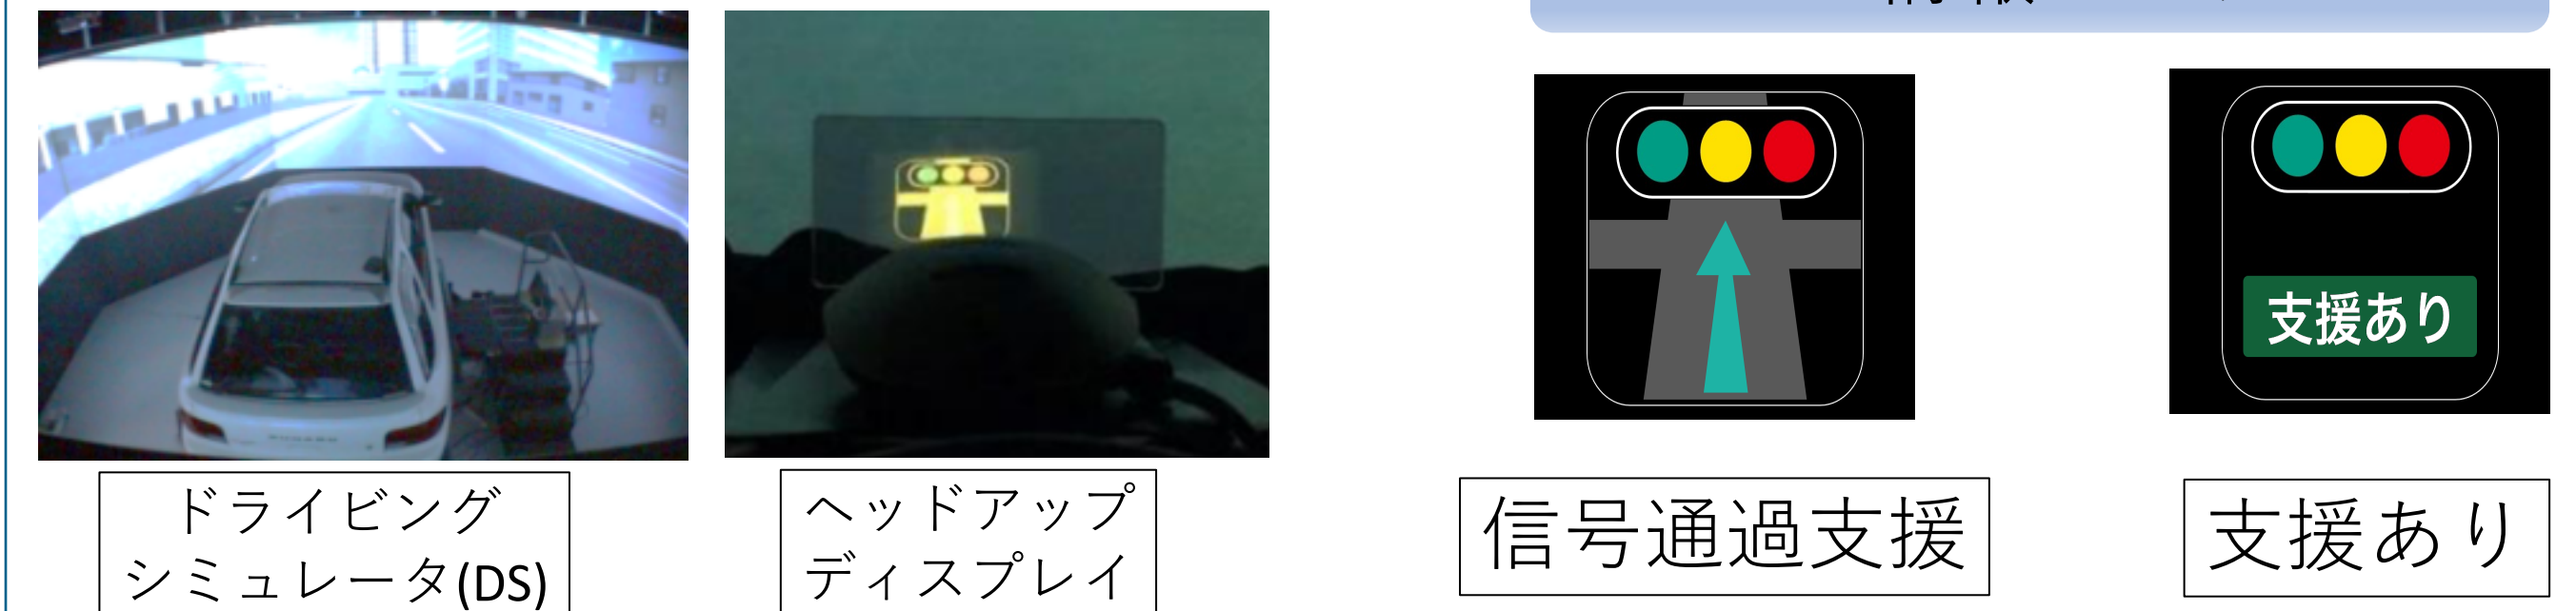 支援あり
ドライビング
シミュレータ(DS)
ヘッドアップ
ディスプレイ
信号通過支援
支援あり